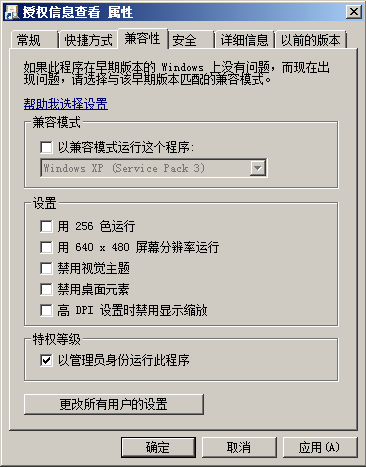 授权信息查看 属性
常规
快捷方式
兼容性
安全
详细信息
以前的版本
如果此程序在早期版本的 Windows 上没有问题，而现在出
现问题，请选择与该早期版本匹配的兼容模式。
帮助我选择设置
兼容模式
以兼容模式运行这个程序:
Windows XP (Service Pack 3)
设置
用 256 色运行
用 640 x 480 屏幕分辨率运行
禁用视觉主题
禁用桌面元素
高 DPI 设置时禁用显示缩放
特权等级
以管理员身份运行此程序
更改所有用户的设置
确定
取消
应用(A)